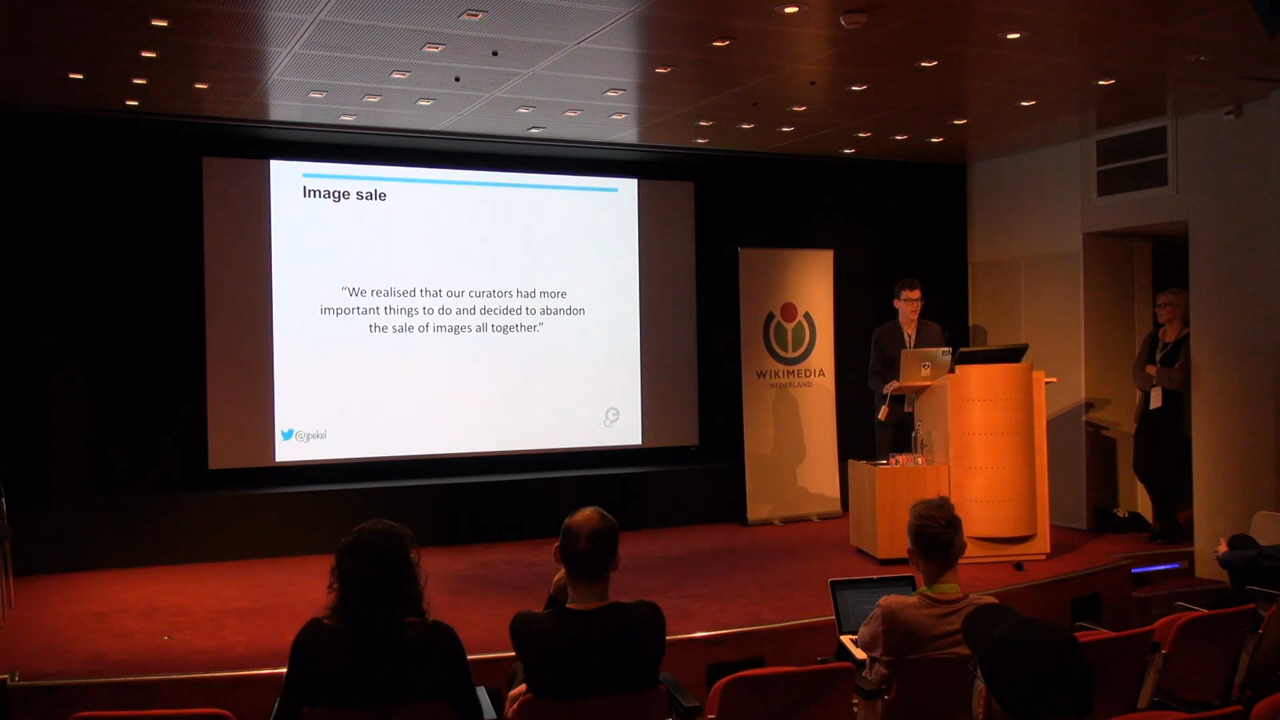 Image sale
“We realised that our curators had more
important things to do and decided to abandon
the sale of images all together.”
@jpekel
WIKIMEDIA
NEDERLAND